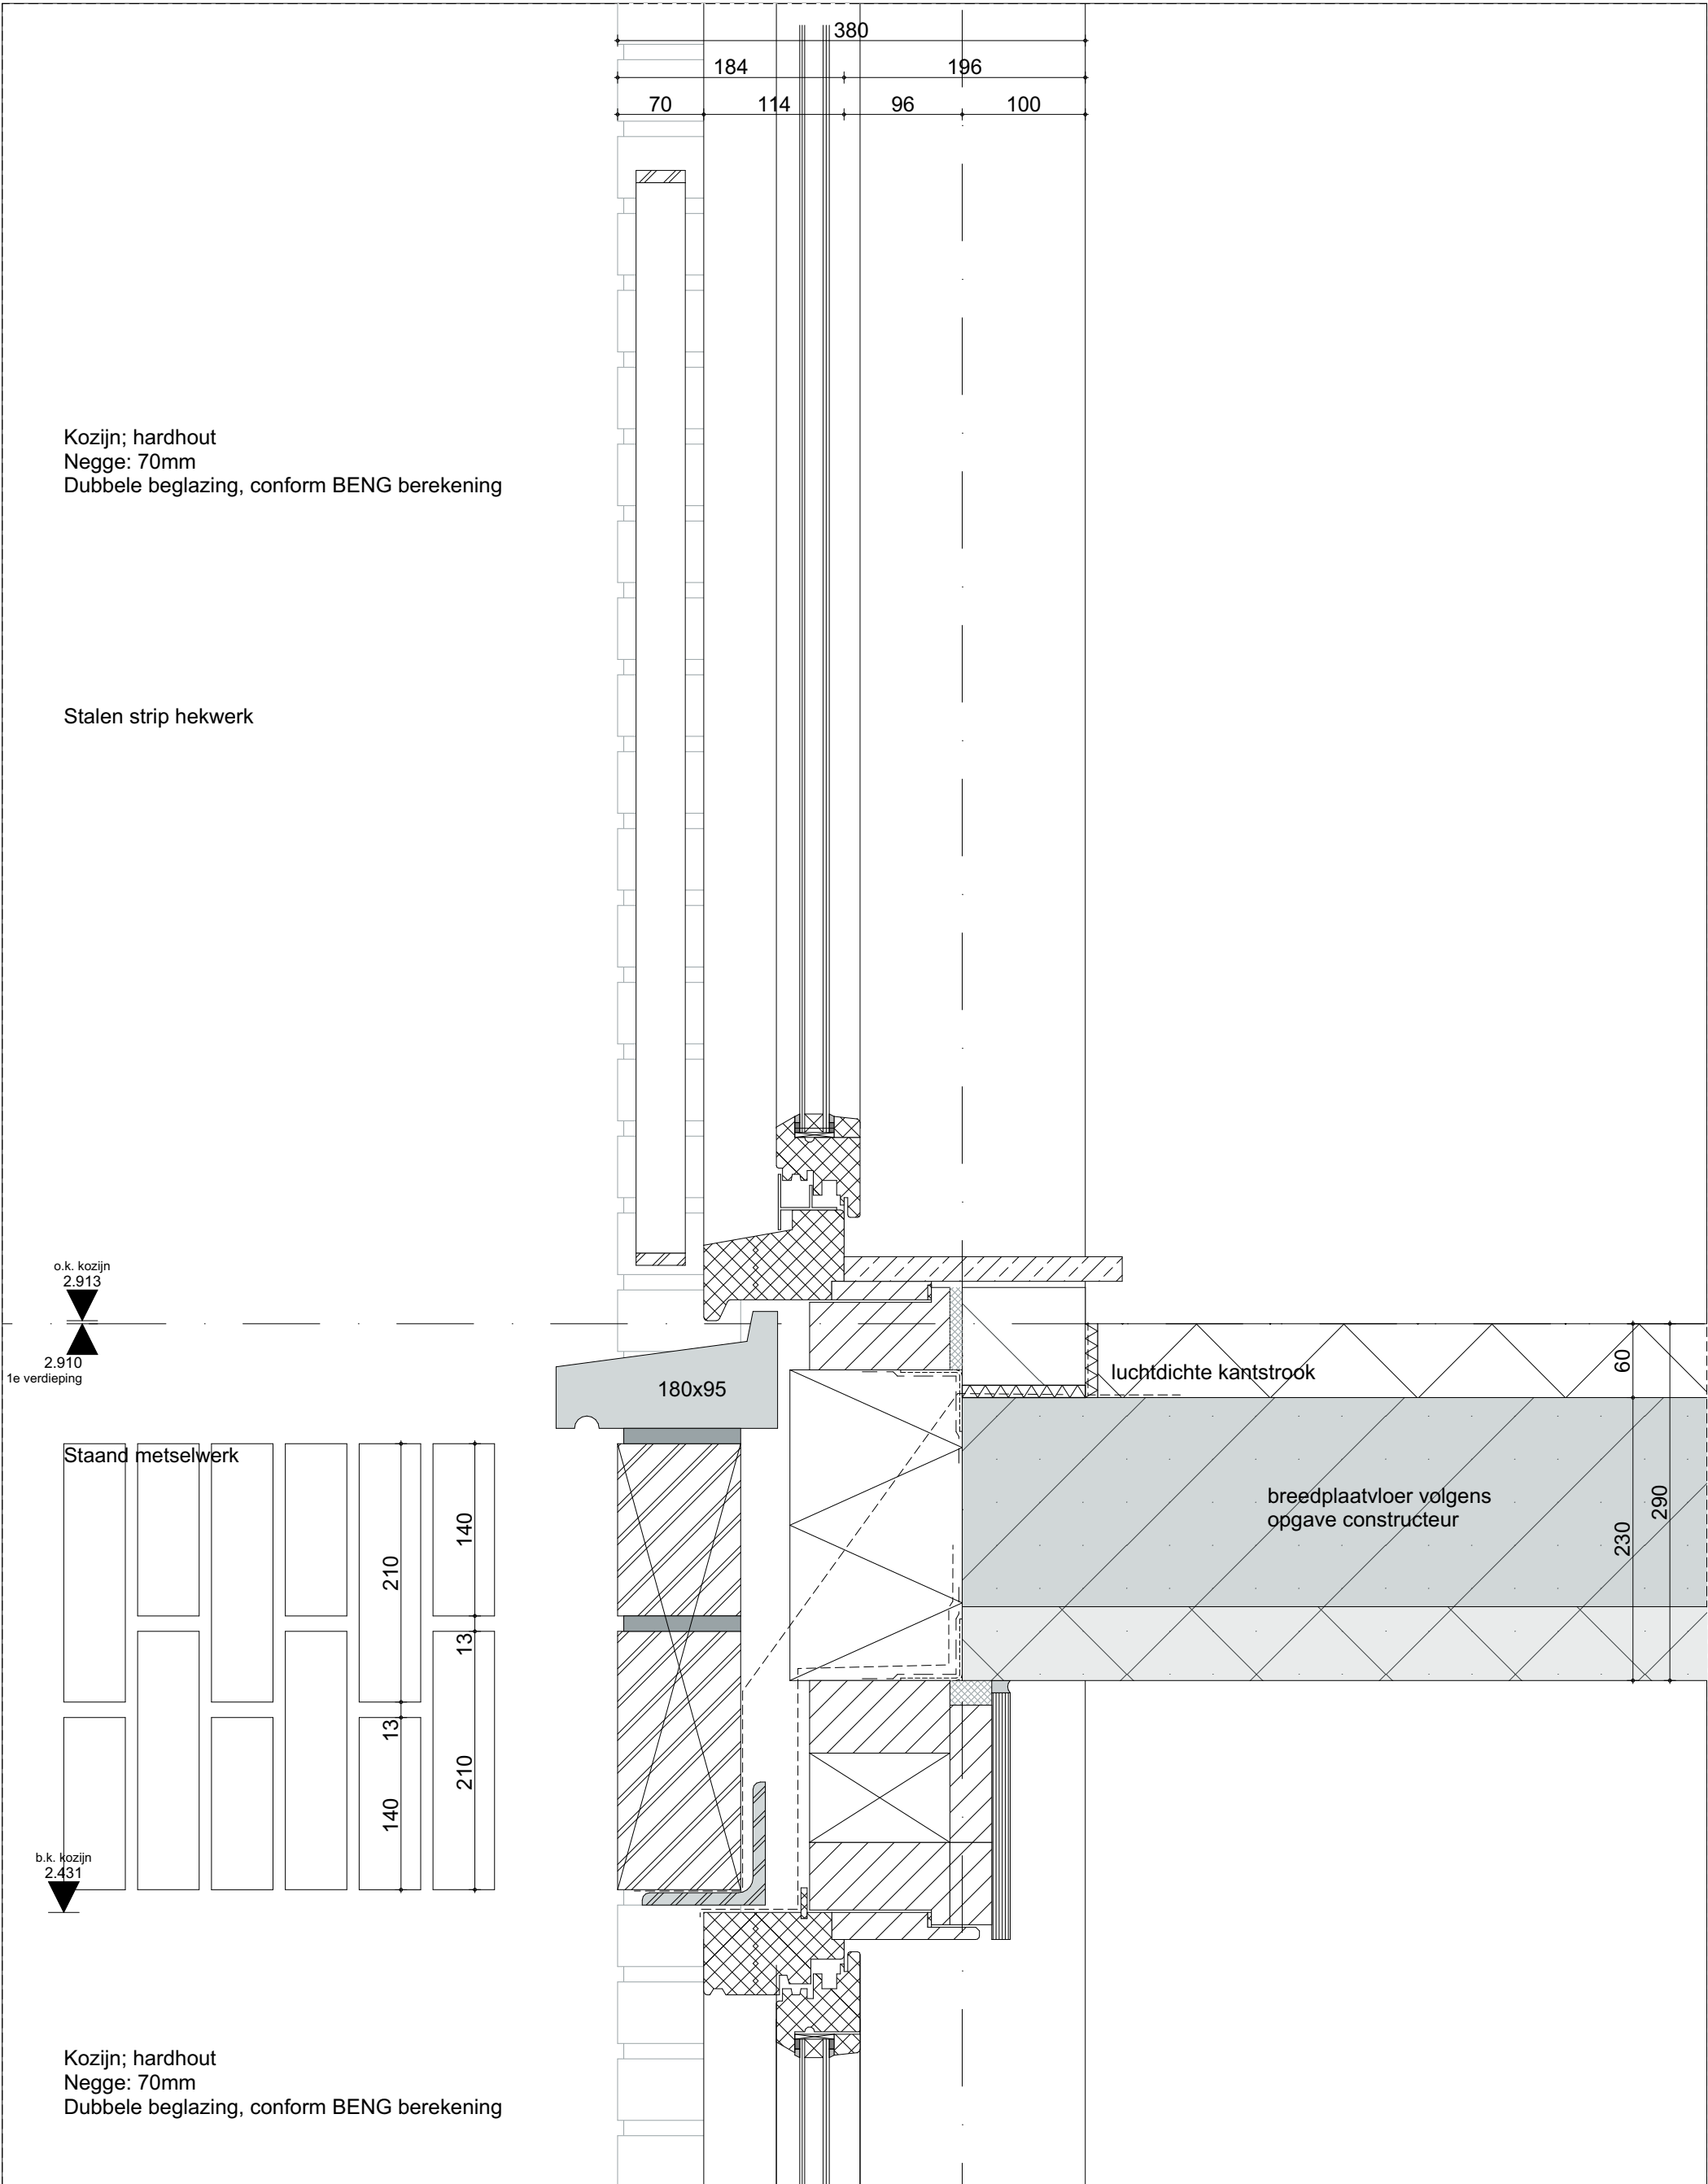 380
184
196
70
114
96
100
Kozijn; hardhout
Negge: 70mm
Dubbele beglazing, conform BENG berekening
Stalen strip hekwerk
o.k. kozijn
2.913
2.910
1e verdieping
luchtdichte kantstrook
60
180x95
Staand metselwerk
breedplaatvloer volgens
opgave constructeur
290
230
140
210
13
13
210
140
b.k. kozijn
2.431
Kozijn; hardhout
Negge: 70mm
Dubbele beglazing, conform BENG berekening